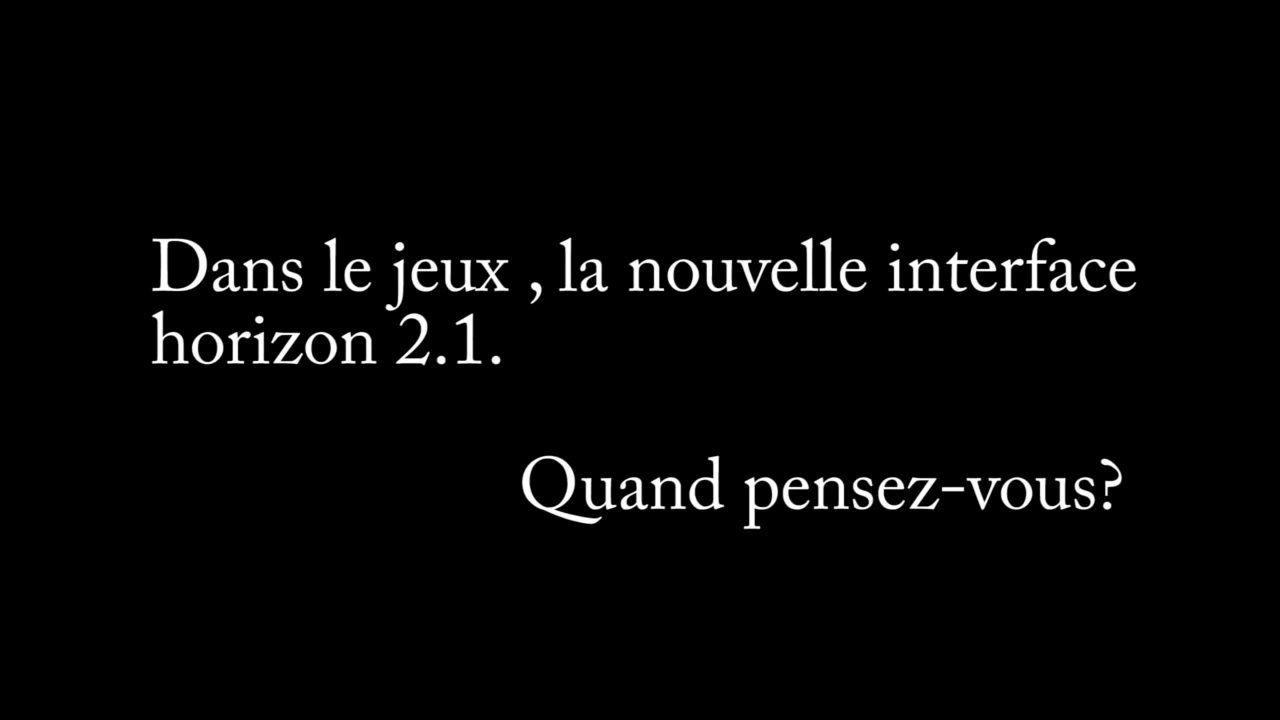 Dans le jeux , la nouvelle interface
horizon 2.1.
Quand pensez-vous?